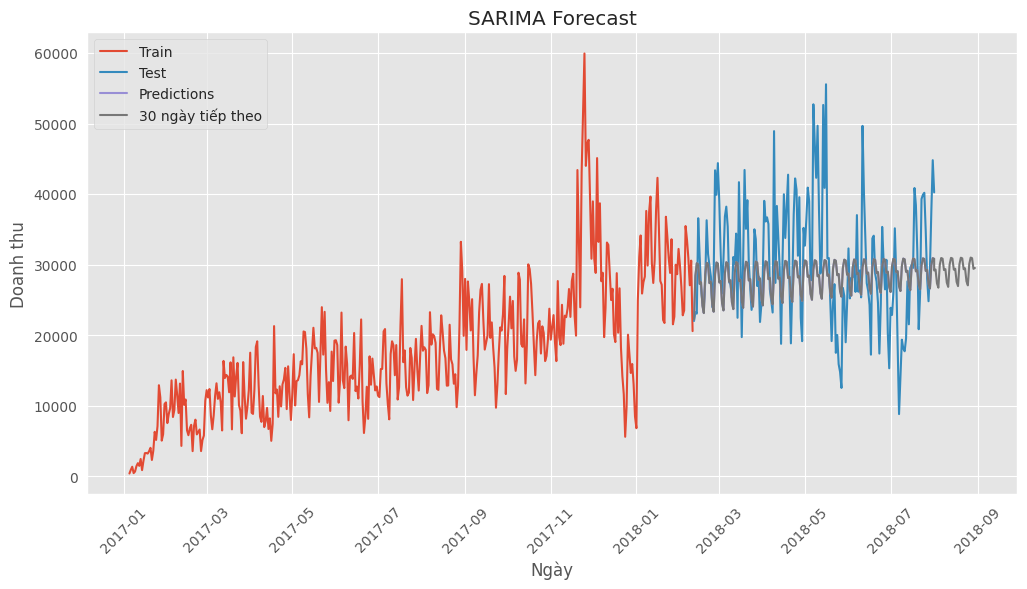 SARIMA Forecast
Train
Test
Predictions
30 ngày tiếp theo
60000
50000
40000
30000
20000
10000
0
Doanh thu
2017-01
2017-03
2017-05
2017-07
2017-09
2017-11
2018-01
2018-03
2018-05
2018-07
2018-09
Ngày